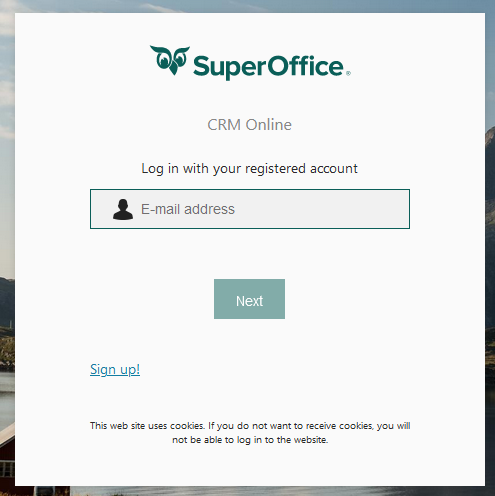 SuperOffice®
CRM Online
Log in with your registered account
E-mail address
Next
Sign up!
This web site uses cookies. If you do not want to receive cookies, you will
not be able to log in to the website.